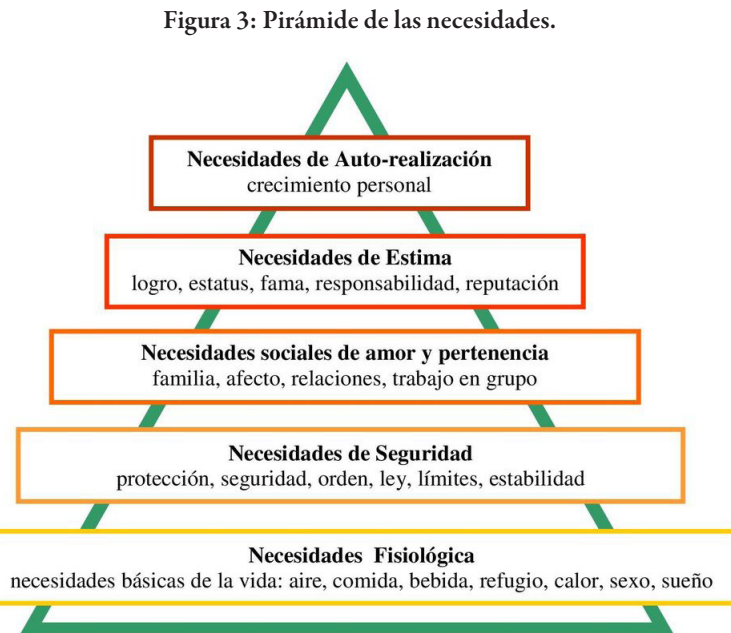 Figura 3: Pirámide de las necesidades.
Necesidades de Auto-realización
crecimiento personal
Necesidades de Estima
logro, estatus, fama, responsabilidad, reputación
Necesidades sociales de amor y pertenencia
familia, afecto, relaciones, trabajo en grupo
Necesidades de Seguridad
protección, seguridad, orden, ley, límites, estabilidad
Necesidades Fisiológica
necesidades básicas de la vida: aire, comida, bebida, refugio, calor, sexo, sueño